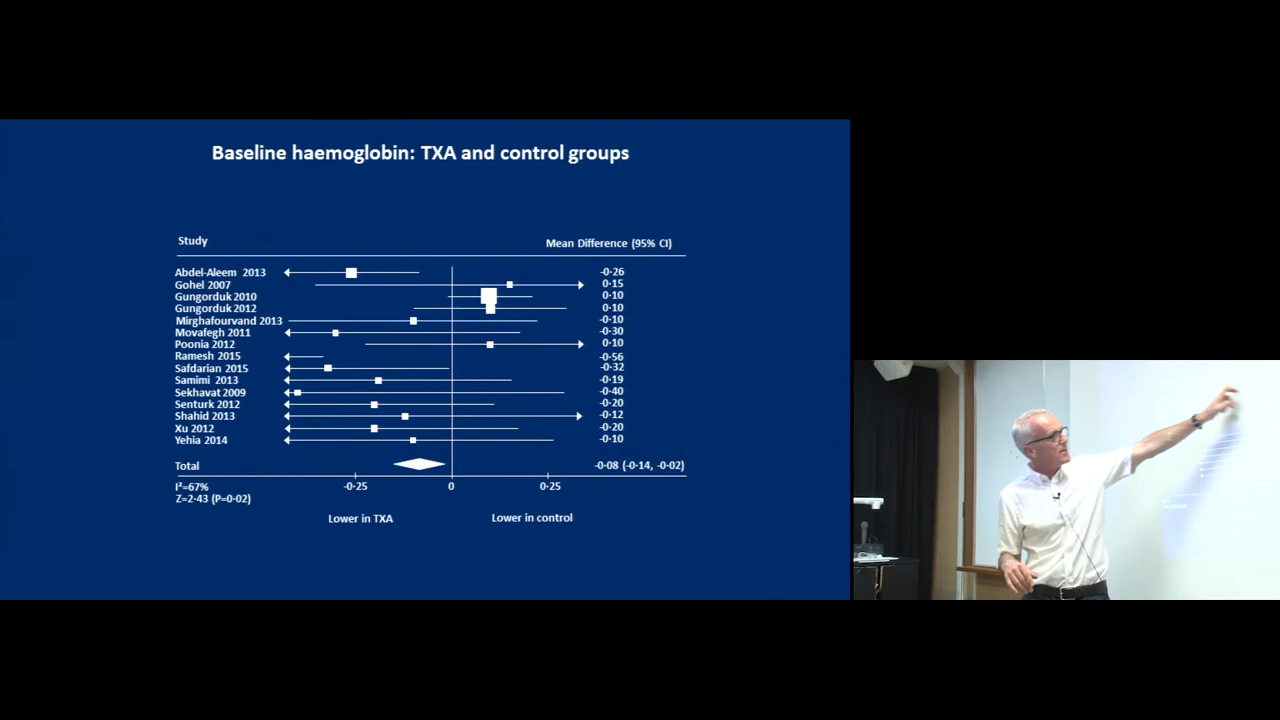 Baseline haemoglobin: TXA and control groups
Study Mean Difference (95% CI)
Abdel-Aleem 2013 -0·26
Gohel 2007 0·15
Gungorduk 2010 0·10
Gungorduk 2012 0·10
Mirghafourvand 2013 -0·10
Movafegh 2011 -0·30
Poonia 2012 0·10
Ramesh 2015 -0·56
Safdarian 2015 -0·32
Samimi 2013 -0·19
Sekhavat 2009 -0·40
Senturk 2012 -0·20
Shahid 2013 -0·12
Xu 2012 -0·20
Yehia 2014 -0·10
Total -0·08 (-0·14, -0·02)
I²=67% -0·25 0 0·25
Z=2·43 (P=0·02)
Lower in TXA Lower in control